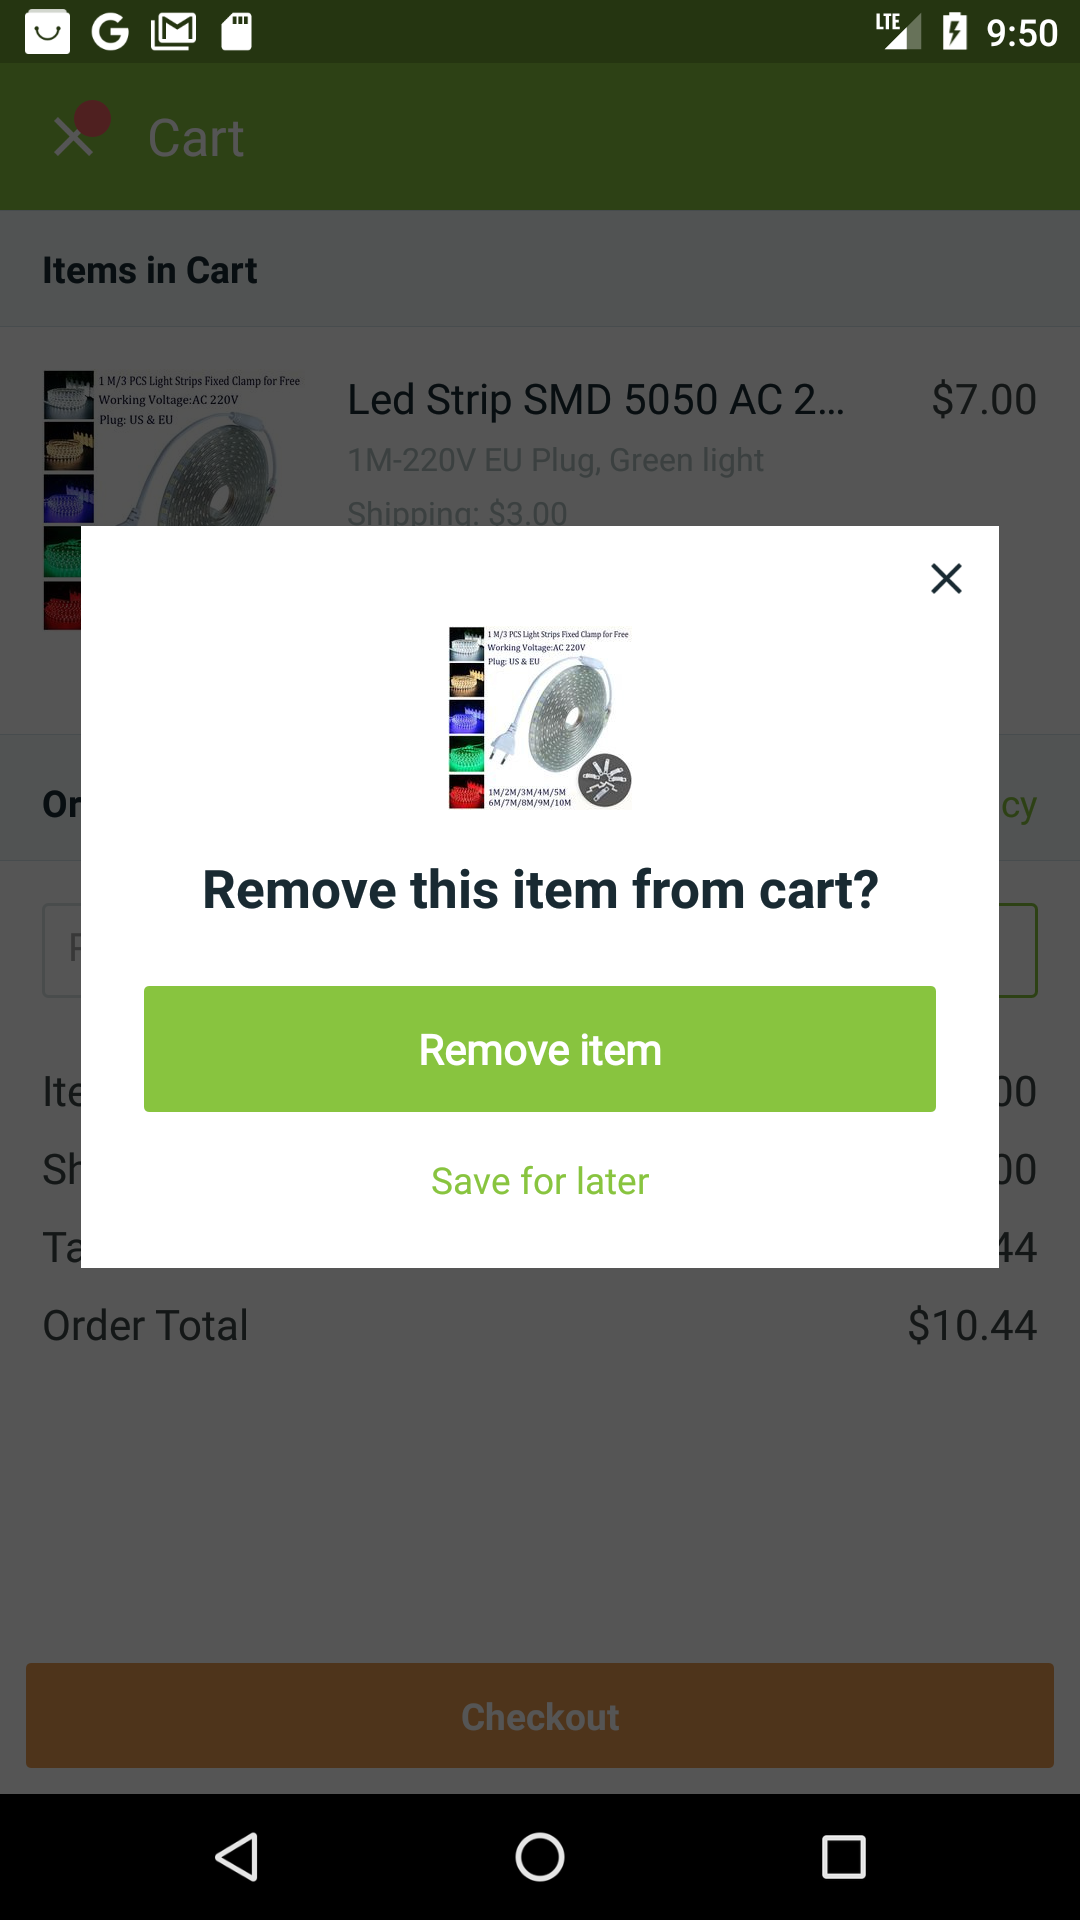 LTE 9:50
Cart
Items in Cart
1 M/3 PCS Light Strips Fixed Clamp for Free
Working Voltage:AC 220V
Plug: US & EU
Led Strip SMD 5050 AC 2... $7.00
1M-220V EU Plug, Green light
Shipping: $3.00
1 M/3 PCS Light Strips Fixed Clamp for Free
Working Voltage:AC 220V
Plug: US & EU
1M/2M/3M/4M/5M
6M/7M/8M/9M/10M
Or cy
Remove this item from cart?
Remove item
Ite 00
Sh 00
Save for later
Ta 44
Order Total $10.44
Checkout